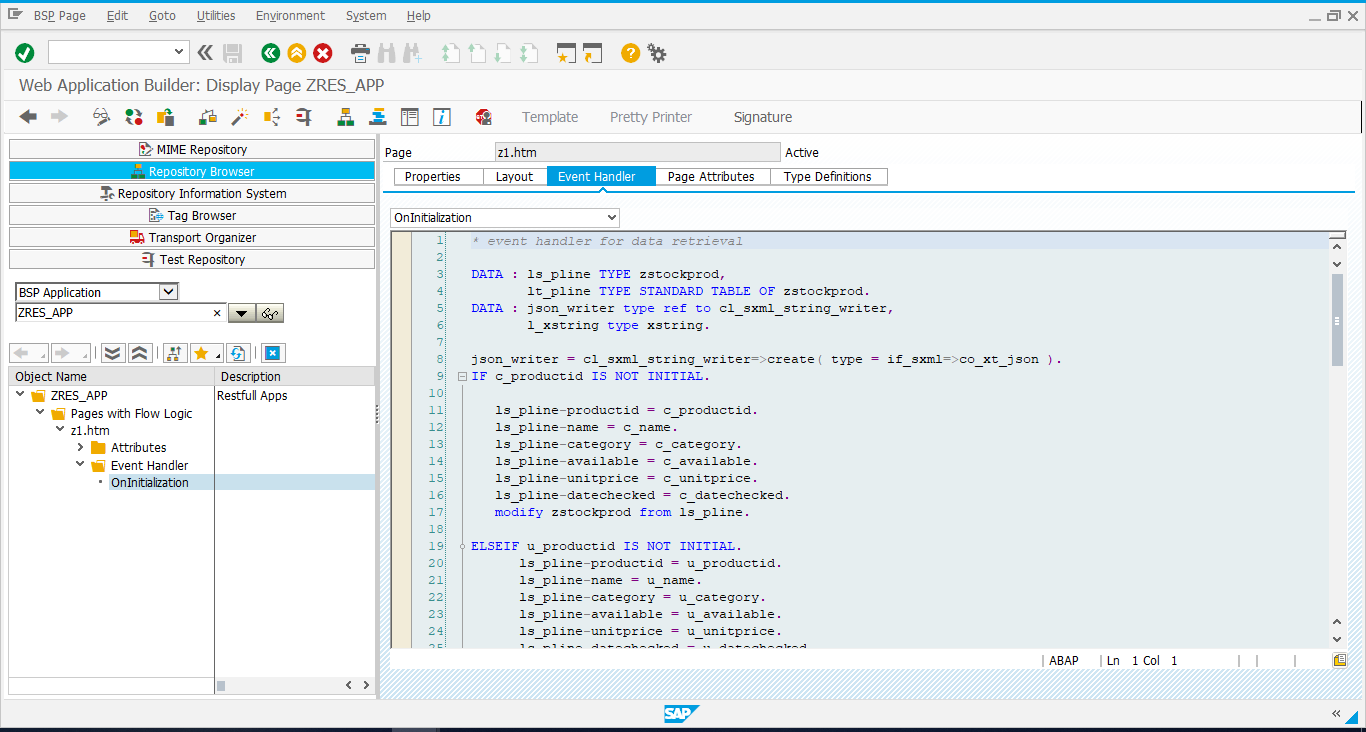 BSP Page Edit Goto Utilities Environment System Help
Web Application Builder: Display Page ZRES_APP
Template Pretty Printer Signature
MIME Repository
Repository Browser
Repository Information System
Tag Browser
Transport Organizer
Test Repository
BSP Application
ZRES_APP
Object Name Description
ZRES_APP Restfull Apps
Pages with Flow Logic
z1.htm
Attributes
Event Handler
OnInitialization
Page z1.htm Active
Properties Layout Event Handler Page Attributes Type Definitions
OnInitialization
1 * event handler for data retrieval
2
3 DATA : ls_pline TYPE zstockprod,
4 lt_pline TYPE STANDARD TABLE OF zstockprod.
5 DATA : json_writer type ref to cl_sxml_string_writer,
6 l_xstring type xstring.
7
8 json_writer = cl_sxml_string_writer=>create( type = if_sxml=>co_xt_json ).
9 IF c_productid IS NOT INITIAL.
10
11 ls_pline-productid = c_productid.
12 ls_pline-name = c_name.
13 ls_pline-category = c_category.
14 ls_pline-available = c_available.
15 ls_pline-unitprice = c_unitprice.
16 ls_pline-datechecked = c_datechecked.
17 modify zstockprod from ls_pline.
18
19 ELSEIF u_productid IS NOT INITIAL.
20 ls_pline-productid = u_productid.
21 ls_pline-name = u_name.
22 ls_pline-category = u_category.
23 ls_pline-available = u_available.
24 ls_pline-unitprice = u_unitprice.
25 ls_pline-datechecked = u_datechecked
ABAP Ln 1 Col 1
SAP